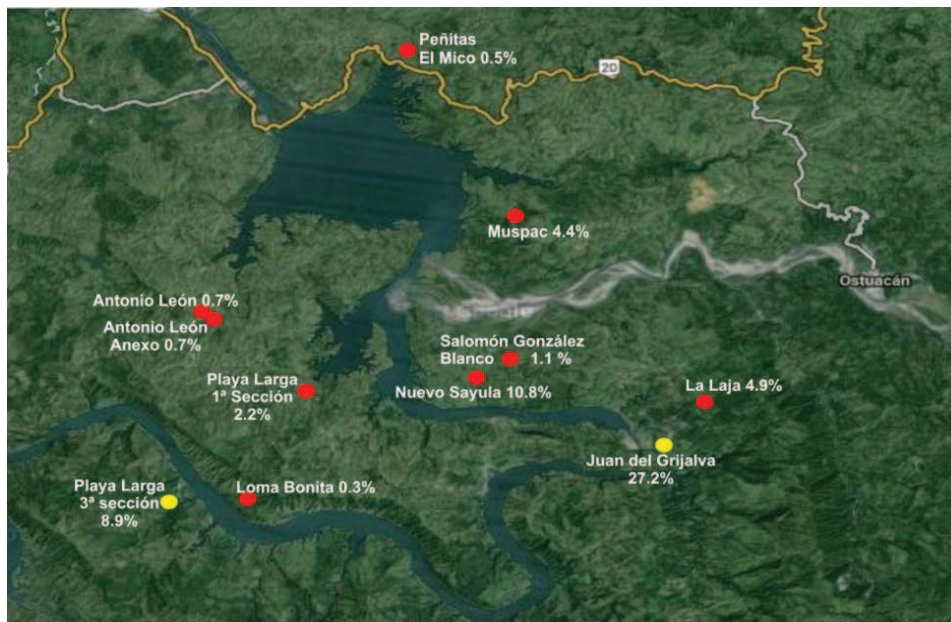 Peñitas
El Mico 0.5%
20
Muspac 4.4%
Ostuacán
Antonio León 0.7%
Antonio León
Anexo 0.7%
Salomón González
Blanco 1.1 %
Playa Larga
1ª Sección
2.2%
Nuevo Sayula 10.8%
La Laja 4.9%
Juan del Grijalva
27.2%
Playa Larga
3ª sección
8.9%
Loma Bonita 0.3%